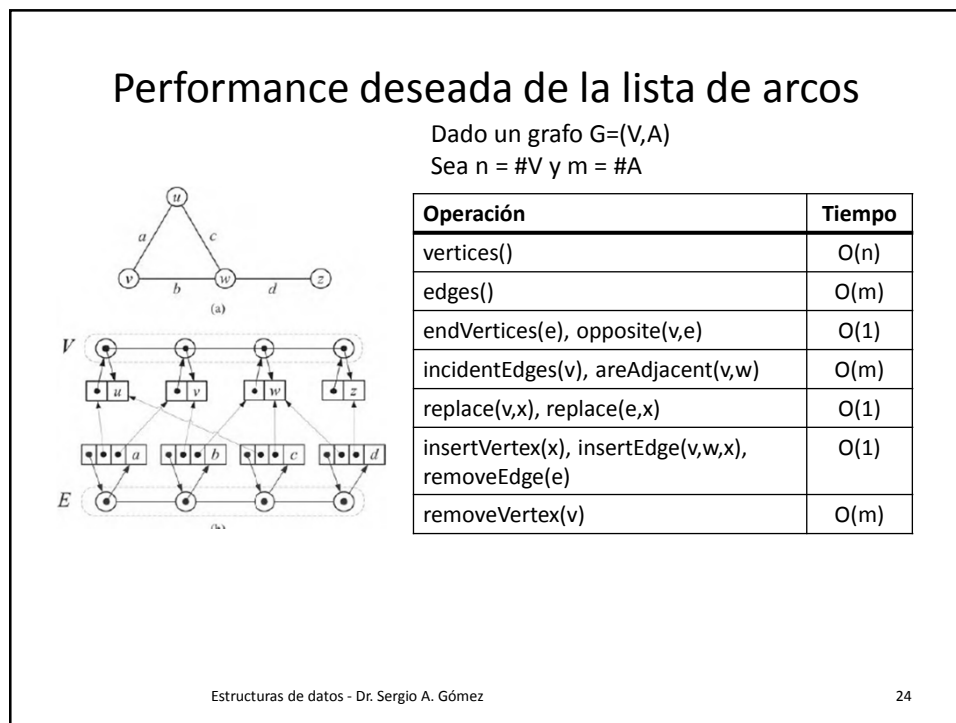 Performance deseada de la lista de arcos
Dado un grafo G=(V,A)
Sea n = #V y m = #A
u
a
c
v
w
z
b
d
(a)
V
u
v
w
z
a
b
c
d
E
(b)
Operación Tiempo
vertices() O(n)
edges() O(m)
endVertices(e), opposite(v,e) O(1)
incidentEdges(v), areAdjacent(v,w) O(m)
replace(v,x), replace(e,x) O(1)
insertVertex(x), insertEdge(v,w,x), O(1)
removeEdge(e)
removeVertex(v) O(m)
Estructuras de datos - Dr. Sergio A. Gómez 24